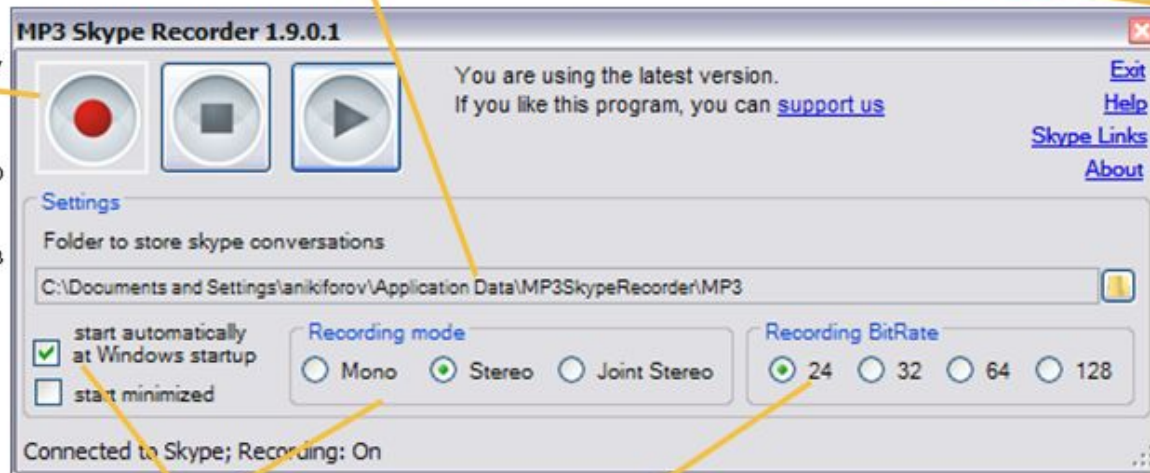 MP3 Skype Recorder 1.9.0.1
You are using the latest version.
If you like this program, you can support us
Exit
Help
Skype Links
About
Settings
Folder to store skype conversations
C:\Documents and Settings\anikiforov\Application Data\MP3SkypeRecorder\MP3
start automatically
at Windows startup
start minimized
Recording mode
Mono Stereo Joint Stereo
Recording BitRate
24 32 64 128
Connected to Skype; Recording: On